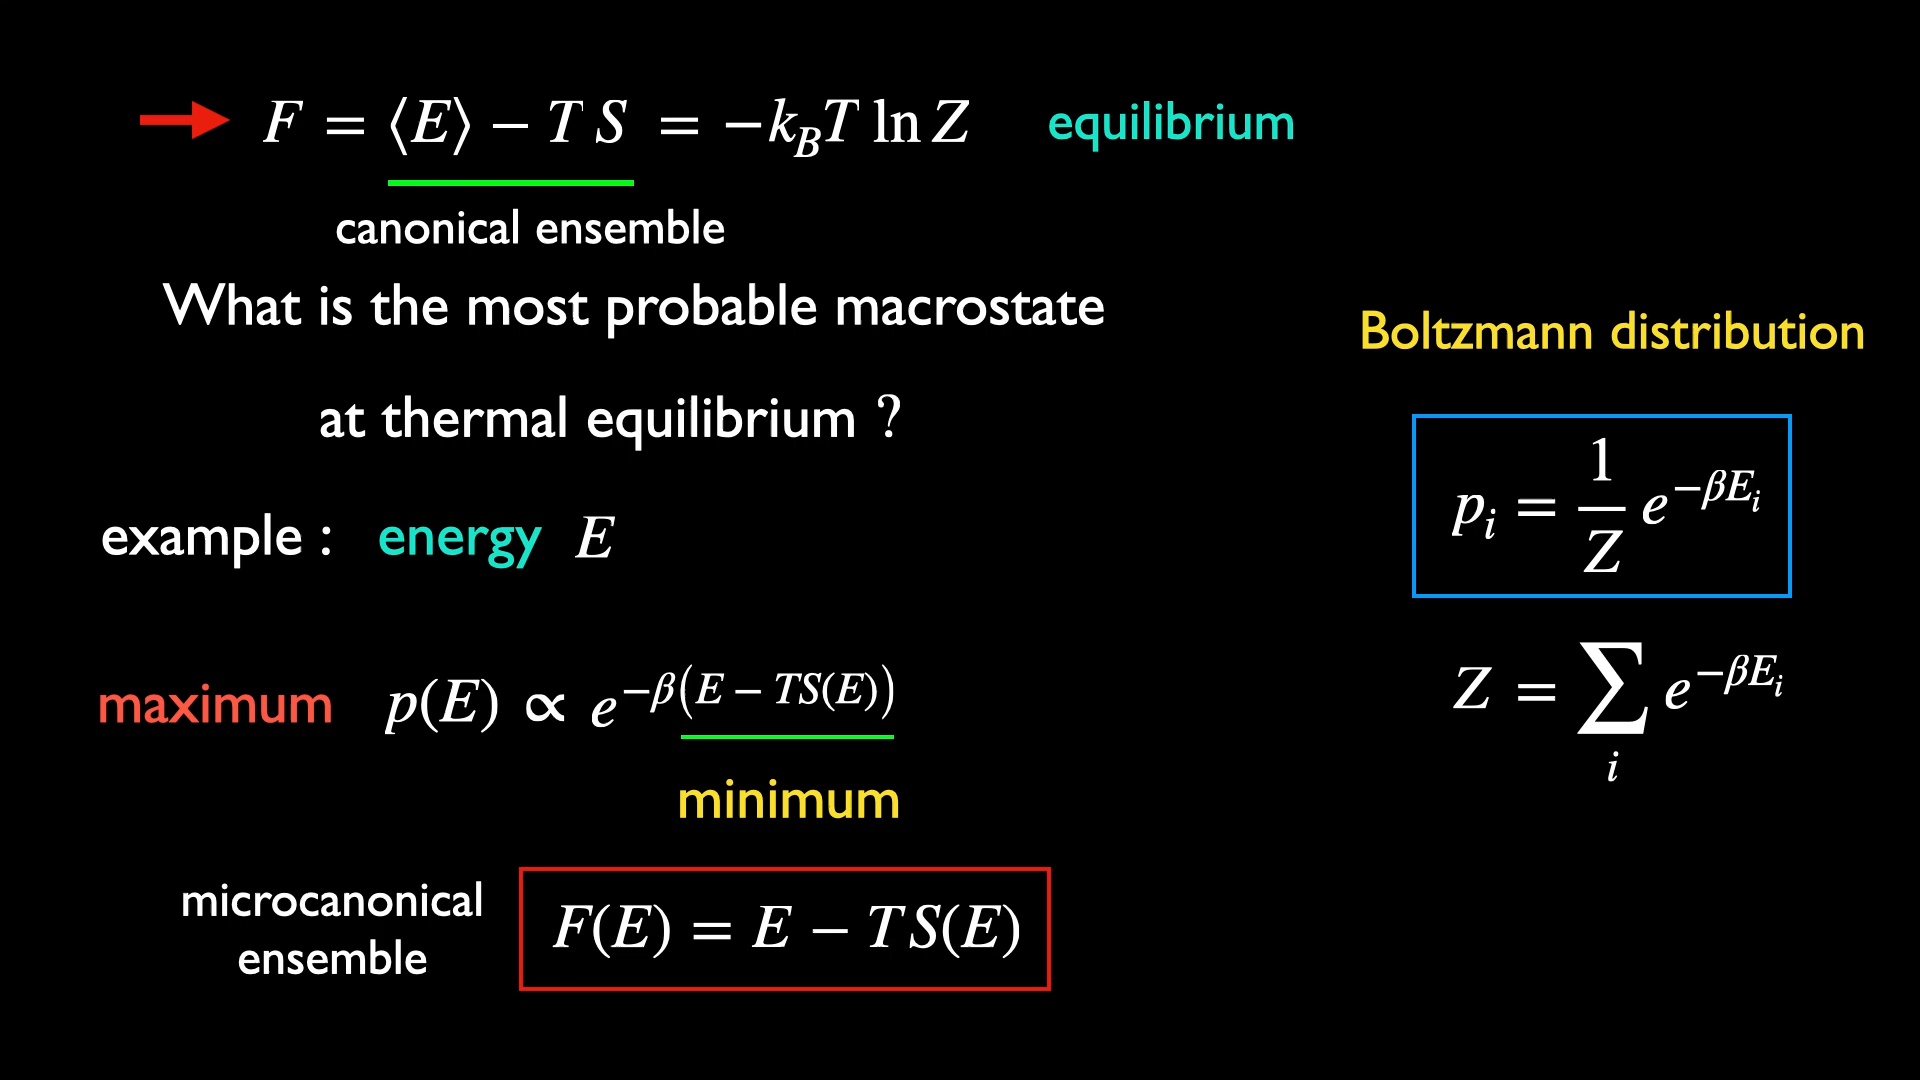 F = ⟨E⟩ − T S = −k_B T ln Z equilibrium
canonical ensemble
What is the most probable macrostate
at thermal equilibrium ?
example : energy E
maximum p(E) ∝ e^{−β(E − TS(E))}
minimum
microcanonical
ensemble
F(E) = E − T S(E)
Boltzmann distribution
p_i = \frac{1}{Z} e^{−βE_i}
Z = ∑_i e^{−βE_i}